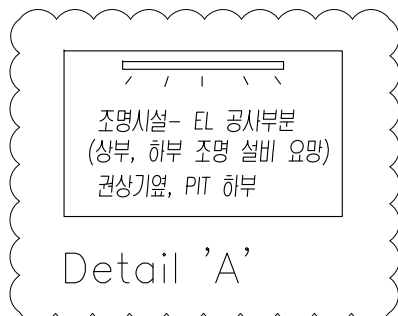 조명시설- EL 공사부분
(상부, 하부 조명 설비 요망)
권상기옆, PIT 하부
Detail 'A'